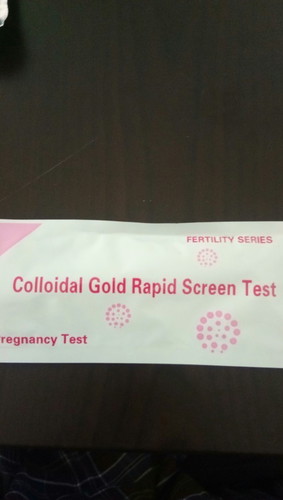 FERTILITY SERIES
Colloidal Gold Rapid Screen Test
regnancy Test